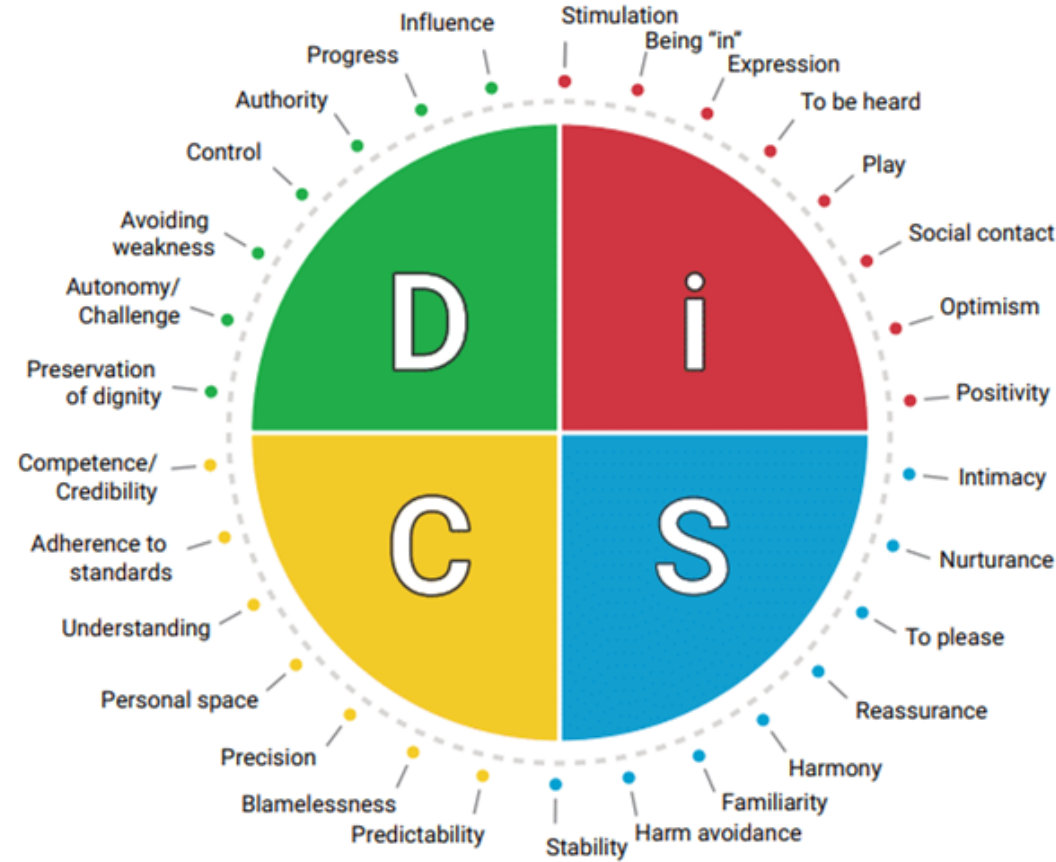 Stimulation
Being “in”
Expression
To be heard
Play
Social contact
Optimism
Positivity
Intimacy
Nurturance
To please
Reassurance
Harmony
Familiarity
Harm avoidance
Stability
Predictability
Blamelessness
Precision
Personal space
Understanding
Adherence to
standards
Competence/
Credibility
Preservation
of dignity
Autonomy/
Challenge
Avoiding
weakness
Control
Authority
Progress
Influence
D
i
C
S